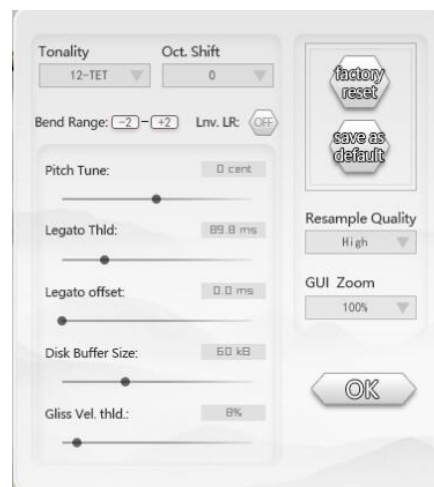 Tonality
Oct. Shift
12-TET
0
Bend Range: -2 - +2
Lnv. LR: OFF
Pitch Tune: 0 cent
Legato Thld: 89.8 ms
Legato offset: 0.0 ms
Disk Buffer Size: 60 kB
Gliss Vel. thld.: 8%
factory
reset
save as
default
Resample Quality
High
GUI Zoom
100%
OK